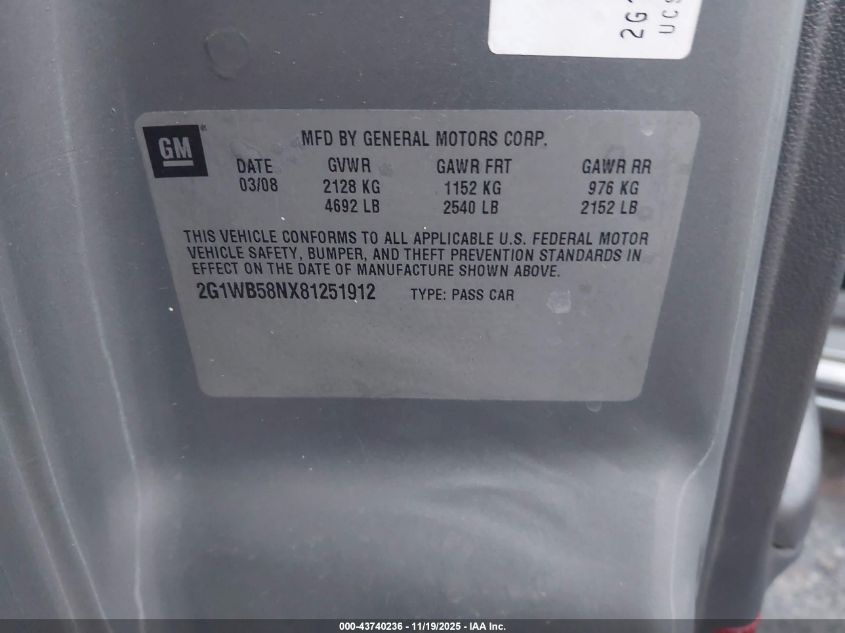 2G
UCS
GM
MFD BY GENERAL MOTORS CORP.
DATE GVWR GAWR FRT GAWR RR
03/08 2128 KG 1152 KG 976 KG
4692 LB 2540 LB 2152 LB
THIS VEHICLE CONFORMS TO ALL APPLICABLE U.S. FEDERAL MOTOR
VEHICLE SAFETY, BUMPER, AND THEFT PREVENTION STANDARDS IN
EFFECT ON THE DATE OF MANUFACTURE SHOWN ABOVE.
2G1WB58NX81251912 TYPE: PASS CAR
000-43740236 - 11/19/2025 - IAA Inc.